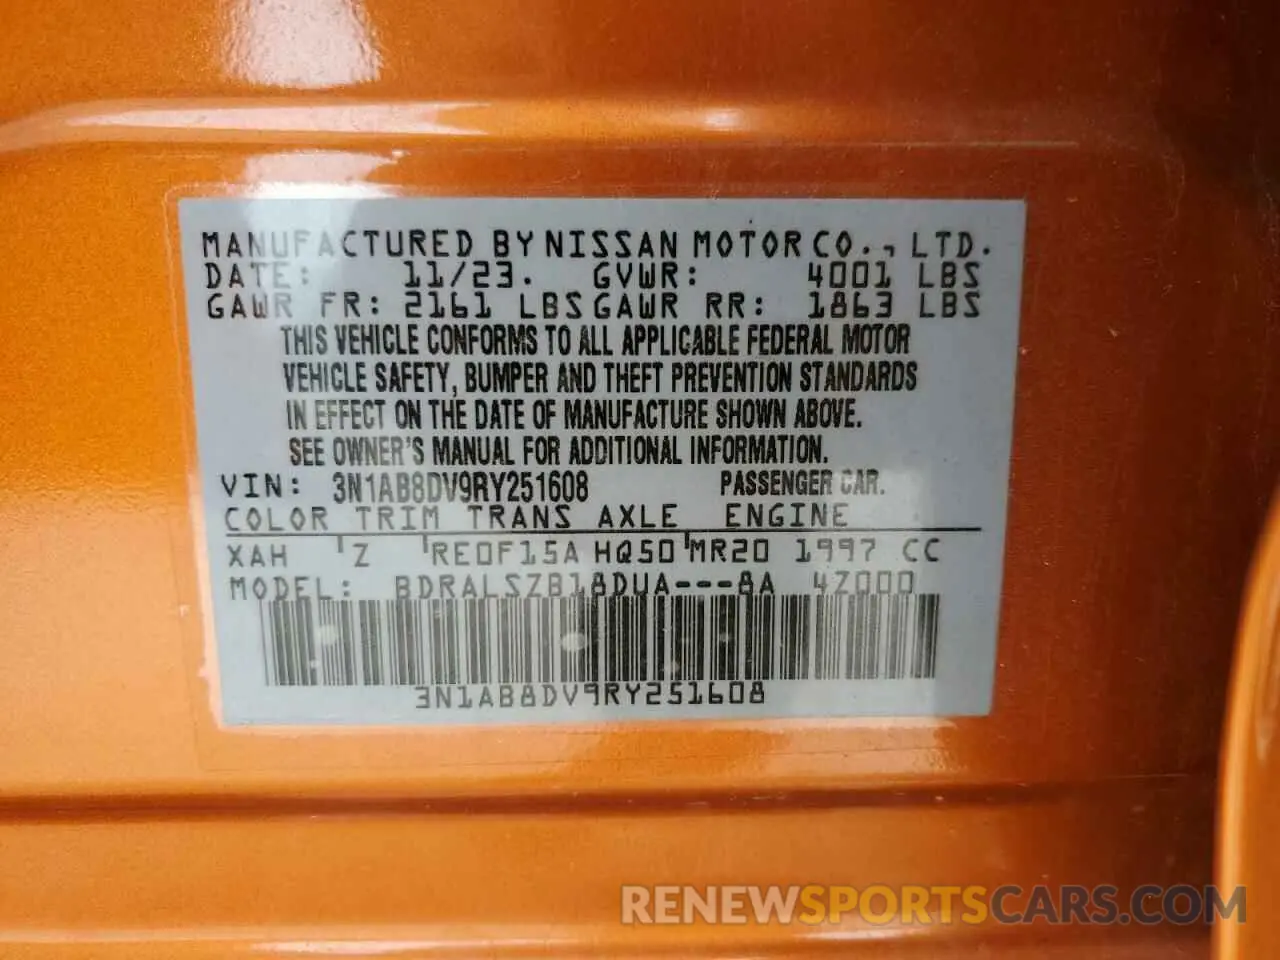 MANUFACTURED BY NISSAN MOTOR CO., LTD.
DATE: 11/23. GVWR: 4001 LBS
GAWR FR: 2161 LBS GAWR RR: 1863 LBS
THIS VEHICLE CONFORMS TO ALL APPLICABLE FEDERAL MOTOR
VEHICLE SAFETY, BUMPER AND THEFT PREVENTION STANDARDS
IN EFFECT ON THE DATE OF MANUFACTURE SHOWN ABOVE.
SEE OWNER'S MANUAL FOR ADDITIONAL INFORMATION.
VIN: 3N1AB8DV9RY251608 PASSENGER CAR.
COLOR TRIM TRANS AXLE ENGINE
XAH Z RE0F15A HQ50 MR20 1997 CC
MODEL: BDRALSZB18DUA---8A 4Z000
3N1AB8DV9RY251608
RENEWSPORTSCARS.COM